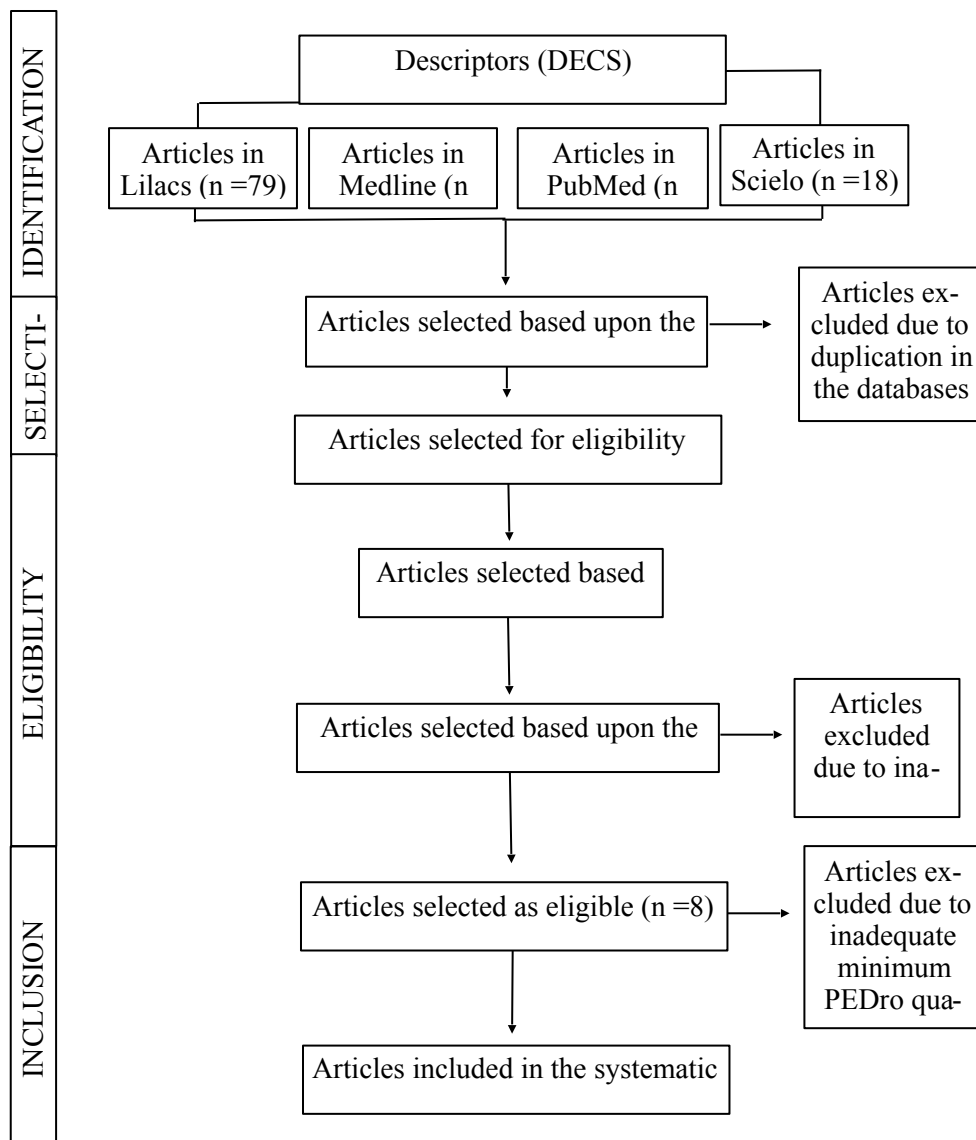 IDENTIFICATION
Descriptors (DECS)
Articles in
Lilacs (n =79)
Articles in
Medline (n
Articles in
PubMed (n
Articles in
Scielo (n =18)
SELECTI-
Articles selected based upon the
Articles ex-
cluded due to
duplication in
the databases
Articles selected for eligibility
ELIGIBILITY
Articles selected based
Articles selected based upon the
Articles
excluded
due to ina-
INCLUSION
Articles selected as eligible (n =8)
Articles ex-
cluded due to
inadequate
minimum
PEDro qua-
Articles included in the systematic